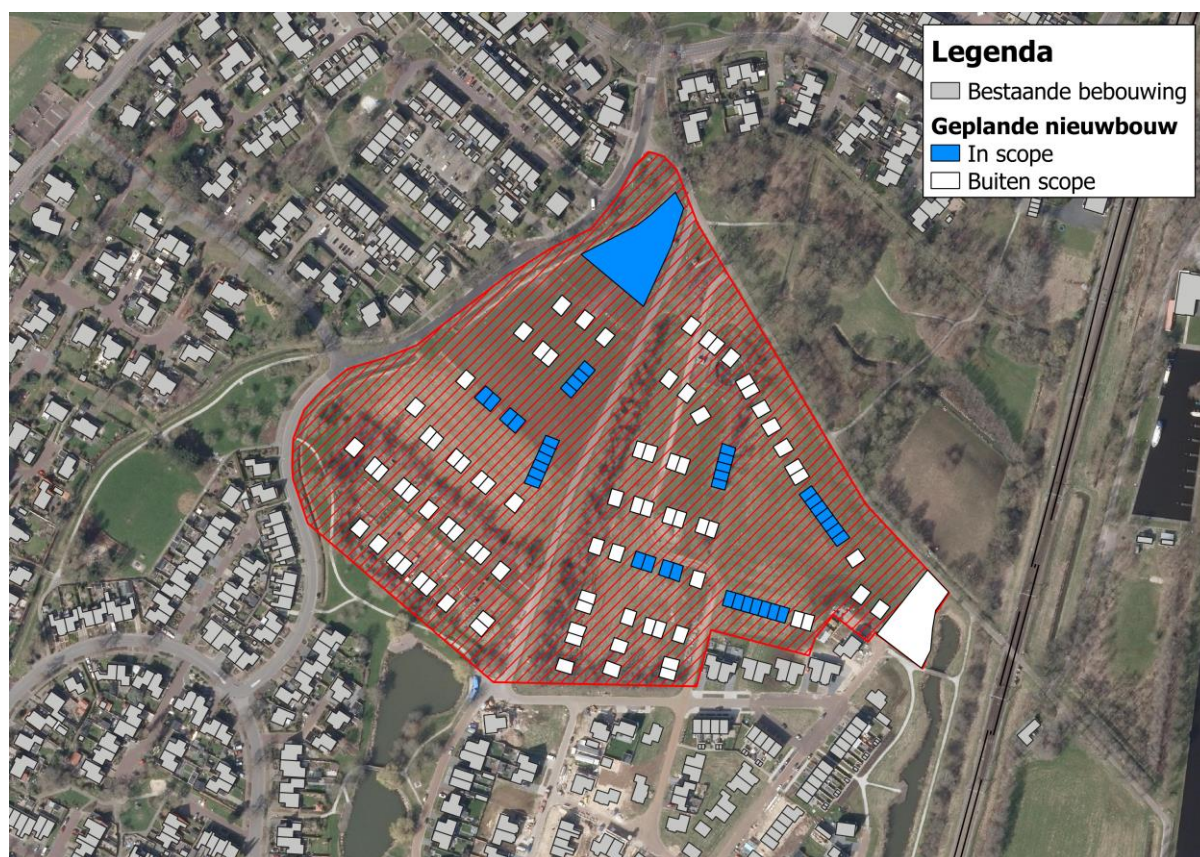 Legenda
Bestaande bebouwing
Geplande nieuwbouw
In scope
Buiten scope